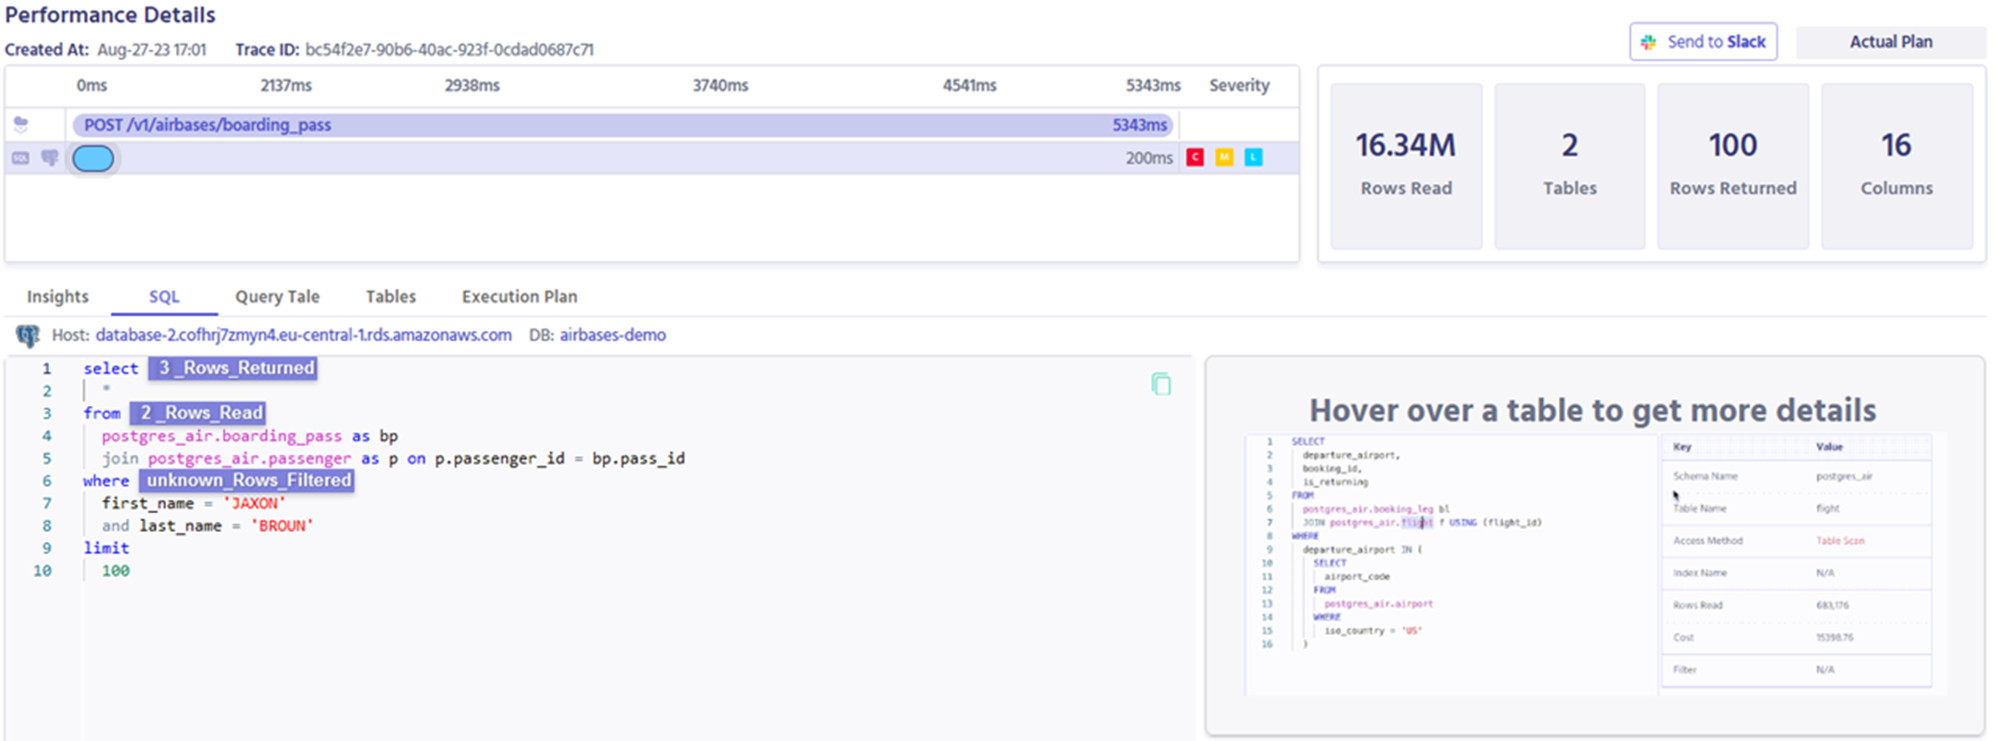 Performance Details
Created At: Aug-27-23 17:01 Trace ID: bc54f2e7-90b6-40ac-923f-0cdad0687c71
Send to Slack
Actual Plan
0ms 2137ms 2938ms 3740ms 4541ms 5343ms Severity
POST /v1/airbases/boarding_pass 5343ms
SQL 200ms C M L
16.34M
Rows Read
2
Tables
100
Rows Returned
16
Columns
Insights SQL Query Tale Tables Execution Plan
Host: database-2.cofhrj7zmyn4.eu-central-1.rds.amazonaws.com DB: airbases-demo
1 select 3 _Rows_Returned
2 *
3 from 2 _Rows_Read
4 postgres_air.boarding_pass as bp
5 join postgres_air.passenger as p on p.passenger_id = bp.pass_id
6 where unknown_Rows_Filtered
7 first_name = 'JAXON'
8 and last_name = 'BROUN'
9 limit
10 100
Hover over a table to get more details
1 SELECT
2 departure_airport,
3 booking_id,
4 is_returning
5 FROM
6 postgres_air.booking_leg bl
7 JOIN postgres_air.flight f USING (flight_id)
8 WHERE
9 departure_airport IN (
10 SELECT
11 airport_code
12 FROM
13 postgres_air.airport
14 WHERE
15 iso_country = 'US'
16 )
Key Value
Schema Name postgres_air
Table Name flight
Access Method Table Scan
Index Name N/A
Rows Read 683,176
Cost 15398.76
Filter N/A